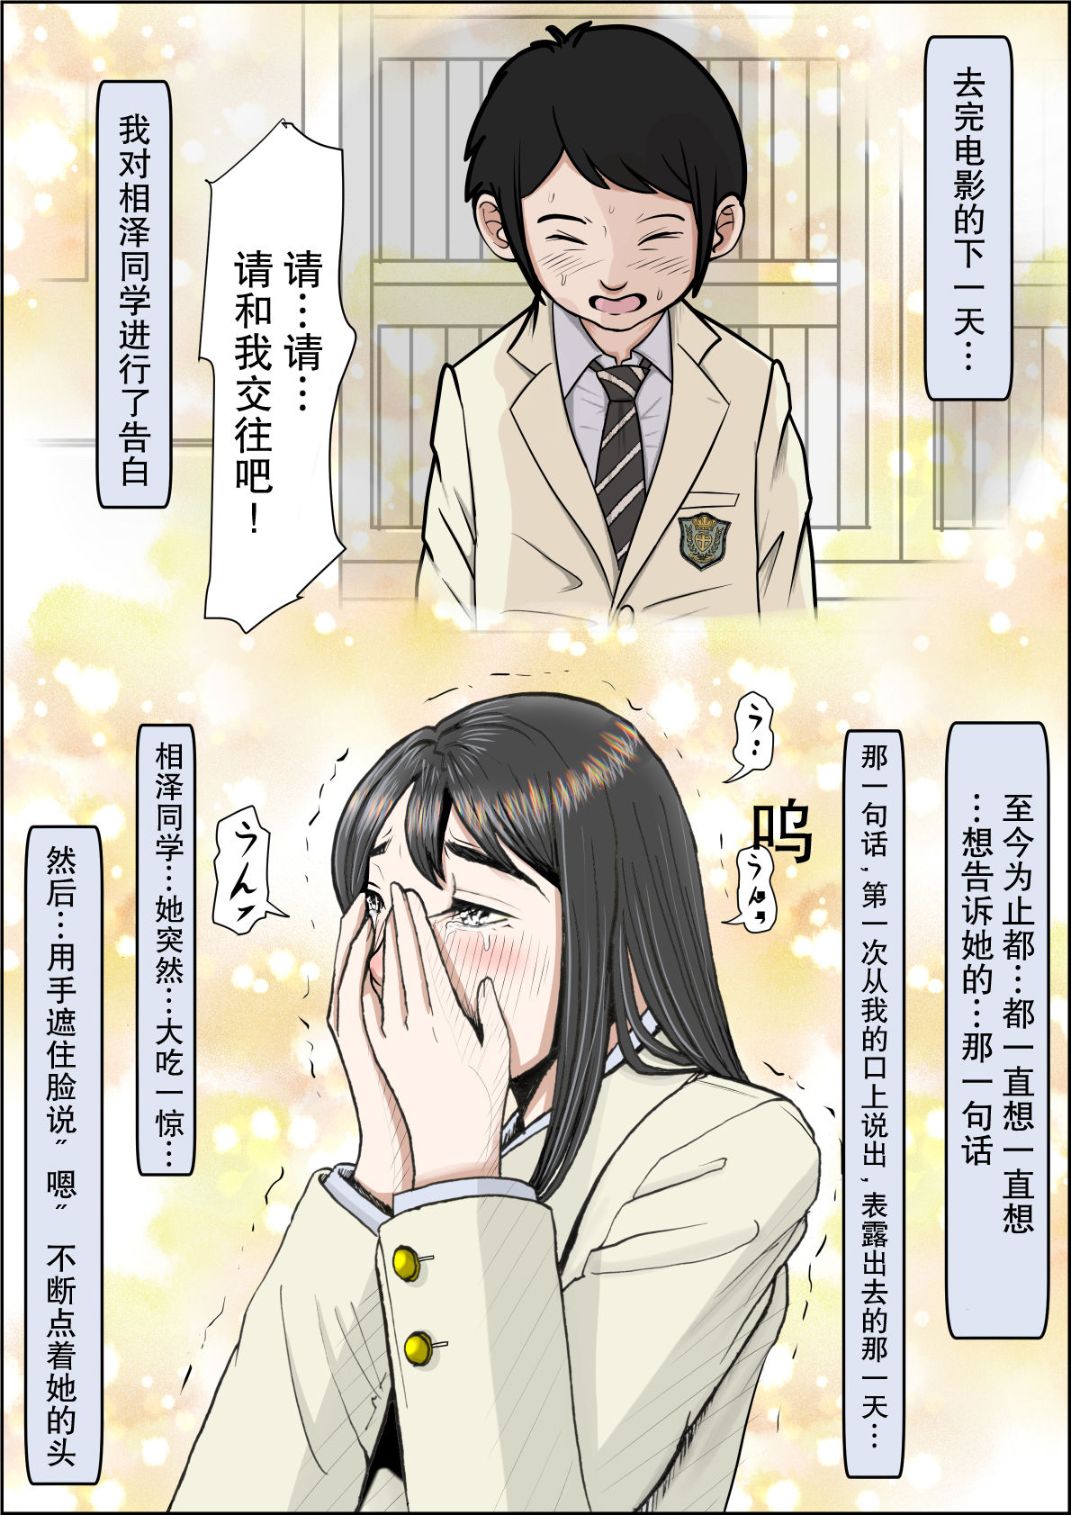 去完电影的下一天…
请…请…
请和我交往吧！
我对相泽同学进行了告白
至今为止都…都一直想一直想
…想告诉她的…那一句话
那一句话，第一次从我的口上说出，表露出去的那一天…
う…
呜
うんっ
相泽同学…她突然…大吃一惊…
うんッ
然后…用手遮住脸说"嗯" 不断点着她的头